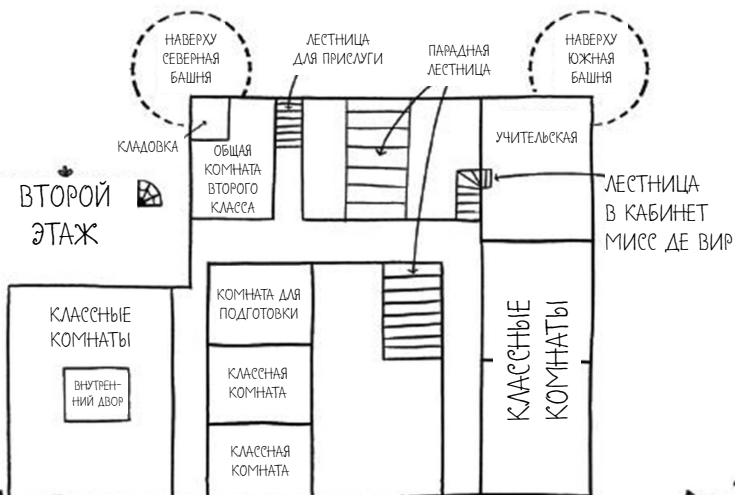 НАВЕРХУ
СЕВЕРНАЯ
БАШНЯ
ЛЕСТНИЦА
ДЛЯ ПРИСЛУГИ
ПАРАДНАЯ
ЛЕСТНИЦА
НАВЕРХУ
ЮЖНАЯ
БАШНЯ
КЛАДОВКА
ОБЩАЯ
КОМНАТА
ВТОРОГО
КЛАССА
УЧИТЕЛЬСКАЯ
ВТОРОЙ
ЭТАЖ
ЛЕСТНИЦА
В КАБИНЕТ
МИСС ДЕ ВИР
КЛАССНЫЕ
КОМНАТЫ
ВНУТРЕН-
НИЙ ДВОР
КОМНАТА ДЛЯ
ПОДГОТОВКИ
КЛАССНАЯ
КОМНАТА
КЛАССНАЯ
КОМНАТА
КЛАССНЫЕ
КОМНАТЫ